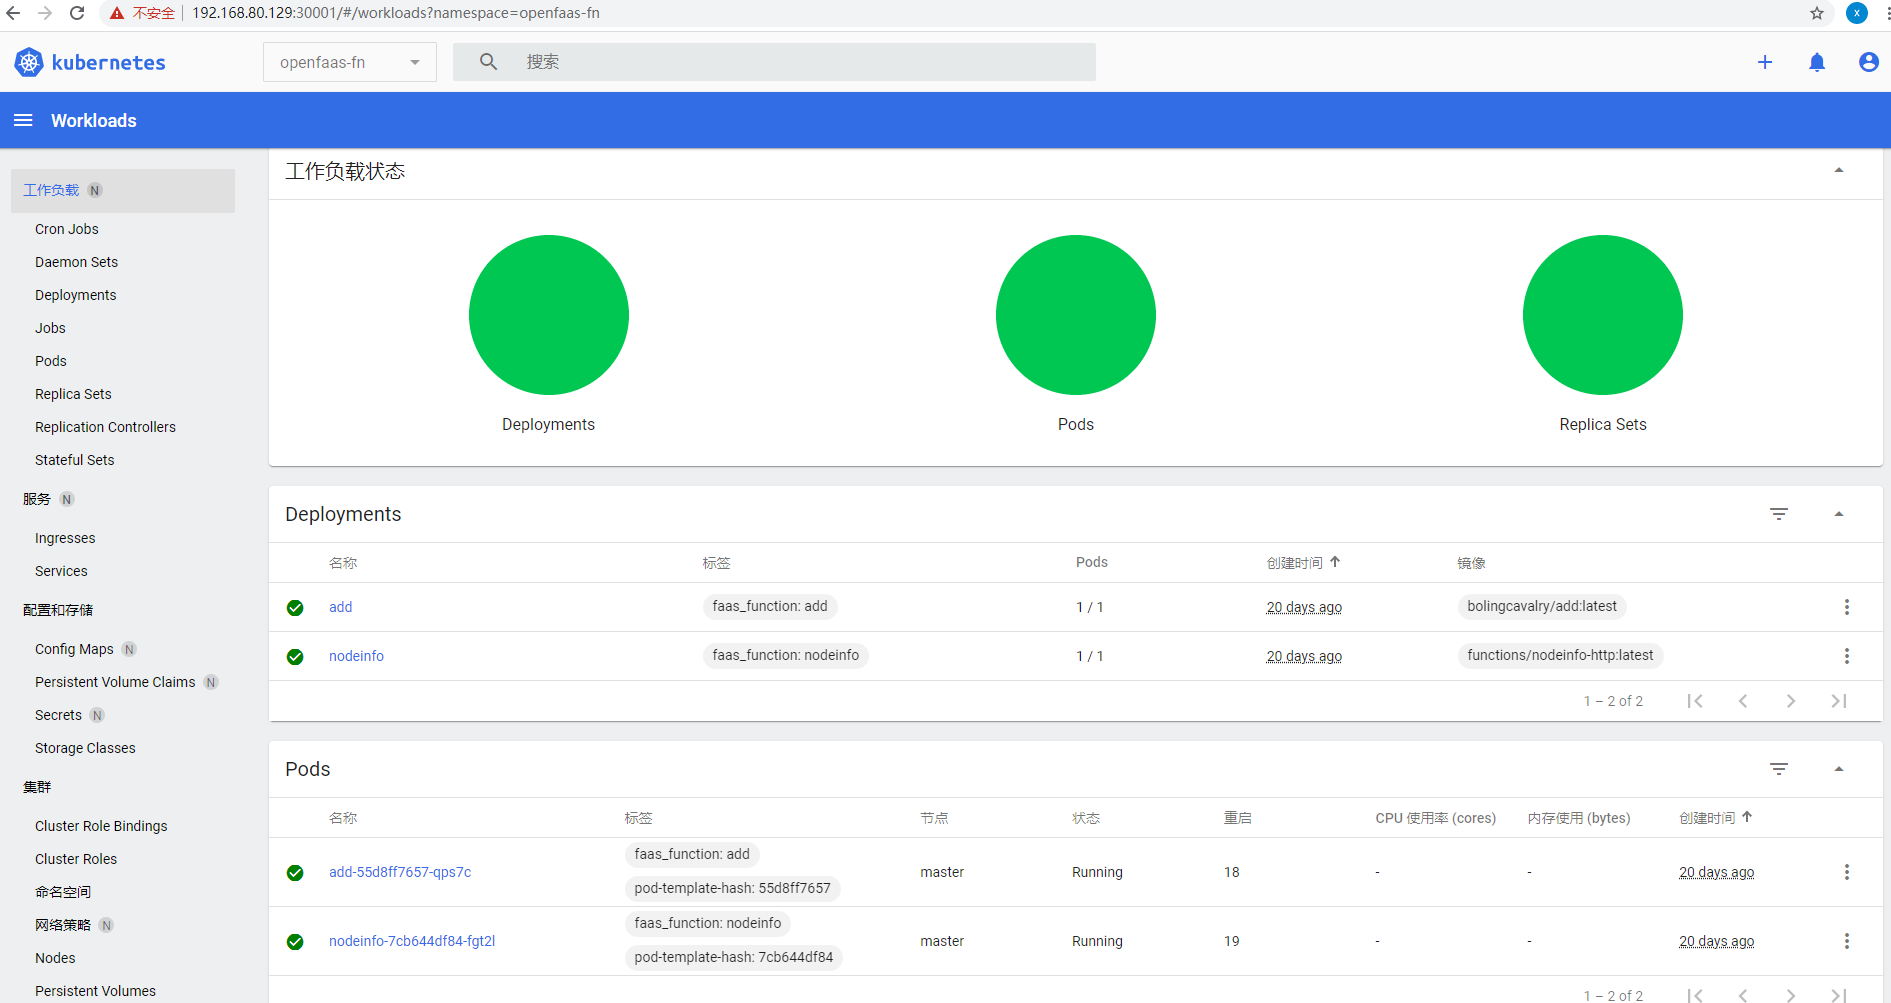 不安全 192.168.80.129:30001/#/workloads?namespace=openfaas-fn x
kubernetes openfaas-fn 搜索
Workloads
工作负载 N
Cron Jobs
Daemon Sets
Deployments
Jobs
Pods
Replica Sets
Replication Controllers
Stateful Sets
服务 N
Ingresses
Services
配置和存储
Config Maps N
Persistent Volume Claims N
Secrets N
Storage Classes
集群
Cluster Role Bindings
Cluster Roles
命名空间
网络策略 N
Nodes
Persistent Volumes
工作负载状态
Deployments Pods Replica Sets
Deployments
名称 标签 Pods 创建时间 镜像
add faas_function: add 1 / 1 20 days ago bolingcavalry/add:latest
nodeinfo faas_function: nodeinfo 1 / 1 20 days ago functions/nodeinfo-http:latest
1 – 2 of 2
Pods
名称 标签 节点 状态 重启 CPU 使用率 (cores) 内存使用 (bytes) 创建时间
faas_function: add
add-55d8ff7657-qps7c master Running 18 - - 20 days ago
pod-template-hash: 55d8ff7657
faas_function: nodeinfo
nodeinfo-7cb644df84-fgt2l master Running 19 - - 20 days ago
pod-template-hash: 7cb644df84
1 – 2 of 2